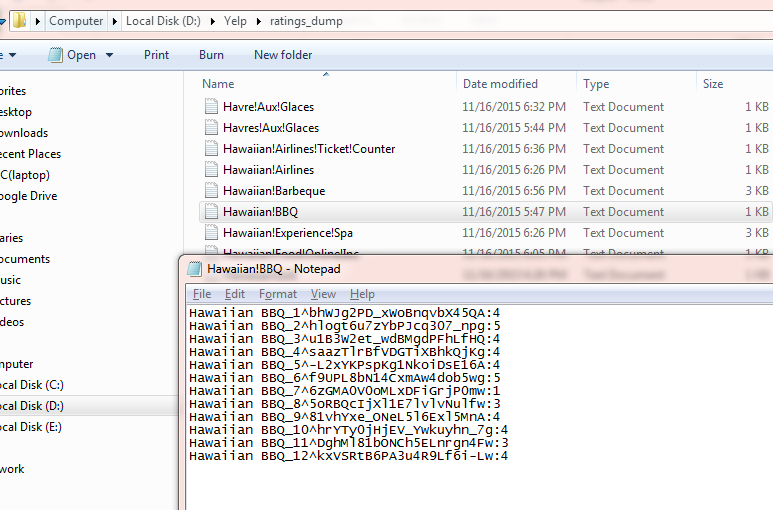 Computer Local Disk (D:) Yelp ratings_dump
Open Print Burn New folder
Name Date modified Type Size
Havre!Aux!Glaces 11/16/2015 6:32 PM Text Document 1 KB
Havres!Aux!Glaces 11/16/2015 5:44 PM Text Document 1 KB
Hawaiian!Airlines!Ticket!Counter 11/16/2015 6:36 PM Text Document 1 KB
Hawaiian!Airlines 11/16/2015 6:26 PM Text Document 1 KB
Hawaiian!Barbeque 11/16/2015 6:56 PM Text Document 3 KB
Hawaiian!BBQ 11/16/2015 5:47 PM Text Document 1 KB
Hawaiian!Experience!Spa 11/16/2015 6:26 PM Text Document 3 KB
Hawaiian!Food!Online!Inc 11/16/2015 6:05 PM Text Document 1 KB
orites
esktop
ownloads
ecent Places
C(laptop)
oogle Drive
aries
ocuments
usic
ctures
deos
omputer
ocal Disk (C:)
ocal Disk (D:)
ocal Disk (E:)
work
Hawaiian!BBQ - Notepad
File Edit Format View Help
Hawaiian BBQ_1^bhWJg2PD_xWoBnqvbX45QA:4
Hawaiian BBQ_2^hlogt6u7zYbPJcq3O7_npg:5
Hawaiian BBQ_3^u1B3W2et_wdBMgdPFhLfHQ:4
Hawaiian BBQ_4^saazTlrBfVDGTiXBhkQjKg:4
Hawaiian BBQ_5^-L2xYKPspKg1NkoiDsE16A:4
Hawaiian BBQ_6^f9UPL8bN14CxmAw4dob5wg:5
Hawaiian BBQ_7^6zGMA0V0oMLxDFiGrjP0mw:1
Hawaiian BBQ_8^5oRBQcIjXl1E7lvlvNulfw:3
Hawaiian BBQ_9^81vhYxe_ONeL5l6Exl5MnA:4
Hawaiian BBQ_10^hrYTy0jHjEV_Ywkuyhn_7g:4
Hawaiian BBQ_11^DghMl81bONCh5ELnrgn4Fw:3
Hawaiian BBQ_12^kxVSRtB6PA3u4R9Lf6i-Lw:4